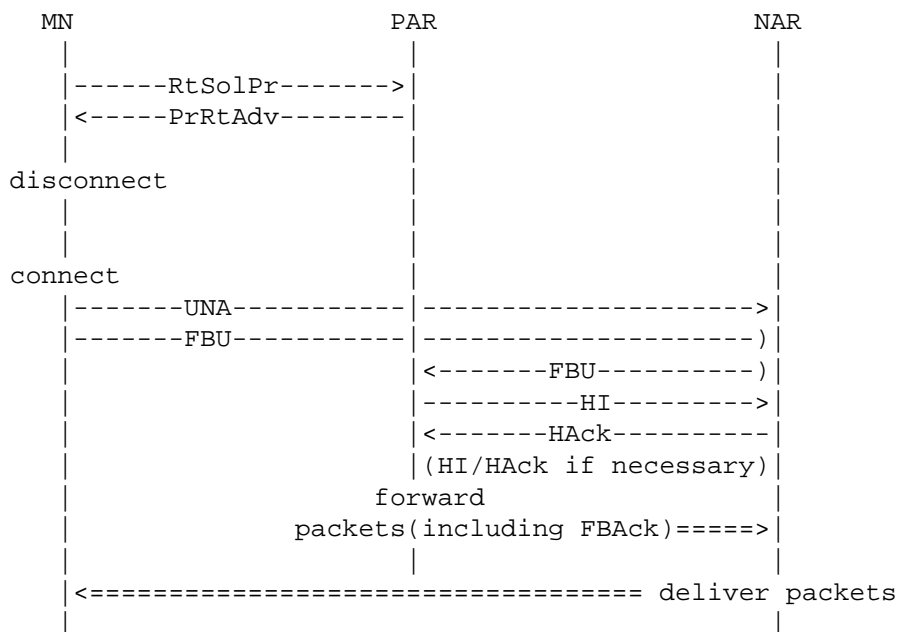 MN PAR NAR
| | |
|------RtSolPr------->| |
|<-----PrRtAdv--------| |
| | |
disconnect | |
| | |
| | |
connect | |
|-------UNA-----------|--------------------->|
|-------FBU-----------|---------------------)|
| |<-------FBU----------)|
| |----------HI--------->|
| |<-------HAck----------|
| |(HI/HAck if necessary)|
| forward |
| packets(including FBAck)=====>|
| | |
|<=================================== deliver packets
| |